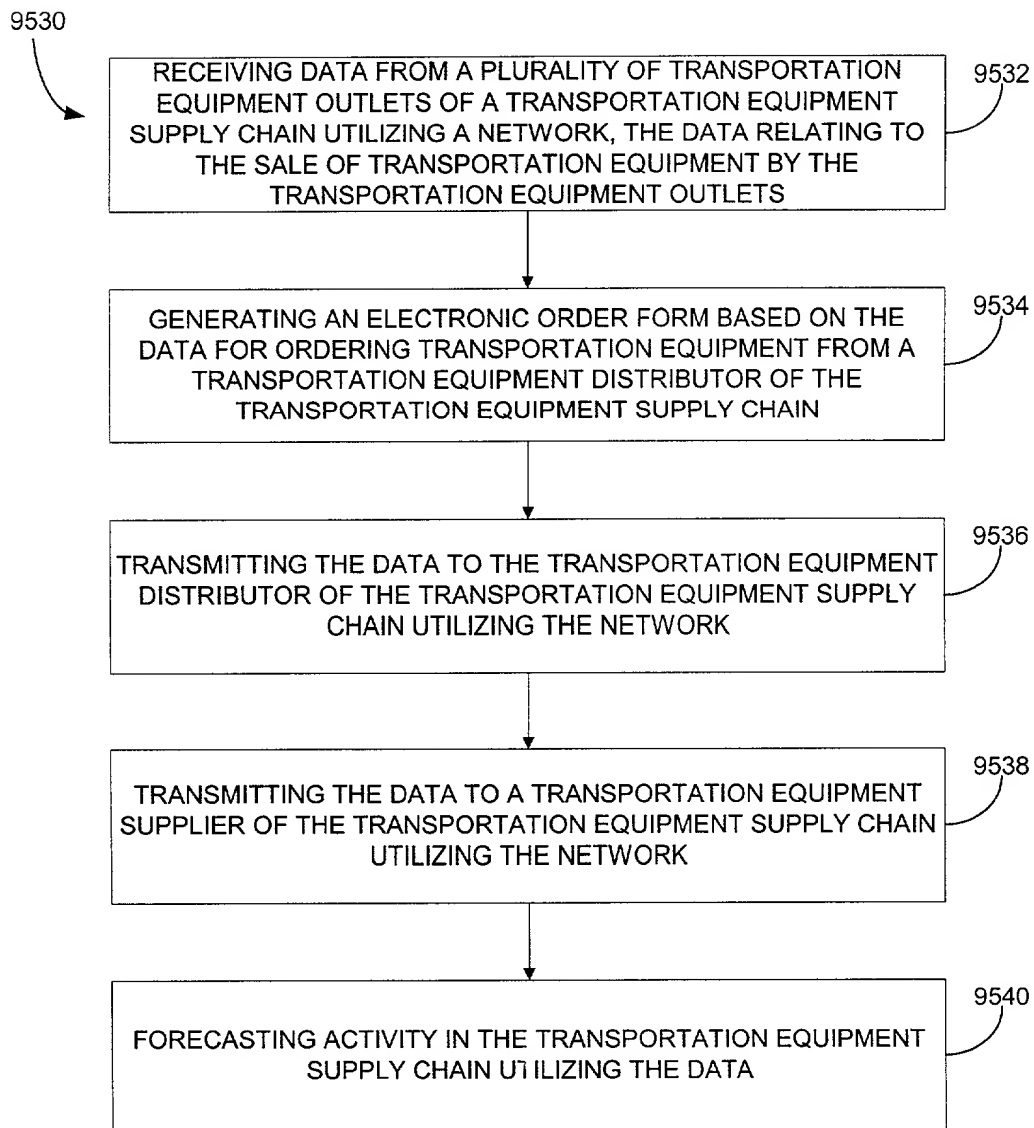 9530
RECEIVING DATA FROM A PLURALITY OF TRANSPORTATION
EQUIPMENT OUTLETS OF A TRANSPORTATION EQUIPMENT
SUPPLY CHAIN UTILIZING A NETWORK, THE DATA RELATING TO
THE SALE OF TRANSPORTATION EQUIPMENT BY THE
TRANSPORTATION EQUIPMENT OUTLETS
9532
GENERATING AN ELECTRONIC ORDER FORM BASED ON THE
DATA FOR ORDERING TRANSPORTATION EQUIPMENT FROM A
TRANSPORTATION EQUIPMENT DISTRIBUTOR OF THE
TRANSPORTATION EQUIPMENT SUPPLY CHAIN
9534
TRANSMITTING THE DATA TO THE TRANSPORTATION EQUIPMENT
DISTRIBUTOR OF THE TRANSPORTATION EQUIPMENT SUPPLY
CHAIN UTILIZING THE NETWORK
9536
TRANSMITTING THE DATA TO A TRANSPORTATION EQUIPMENT
SUPPLIER OF THE TRANSPORTATION EQUIPMENT SUPPLY CHAIN
UTILIZING THE NETWORK
9538
FORECASTING ACTIVITY IN THE TRANSPORTATION EQUIPMENT
SUPPLY CHAIN UTILIZING THE DATA
9540